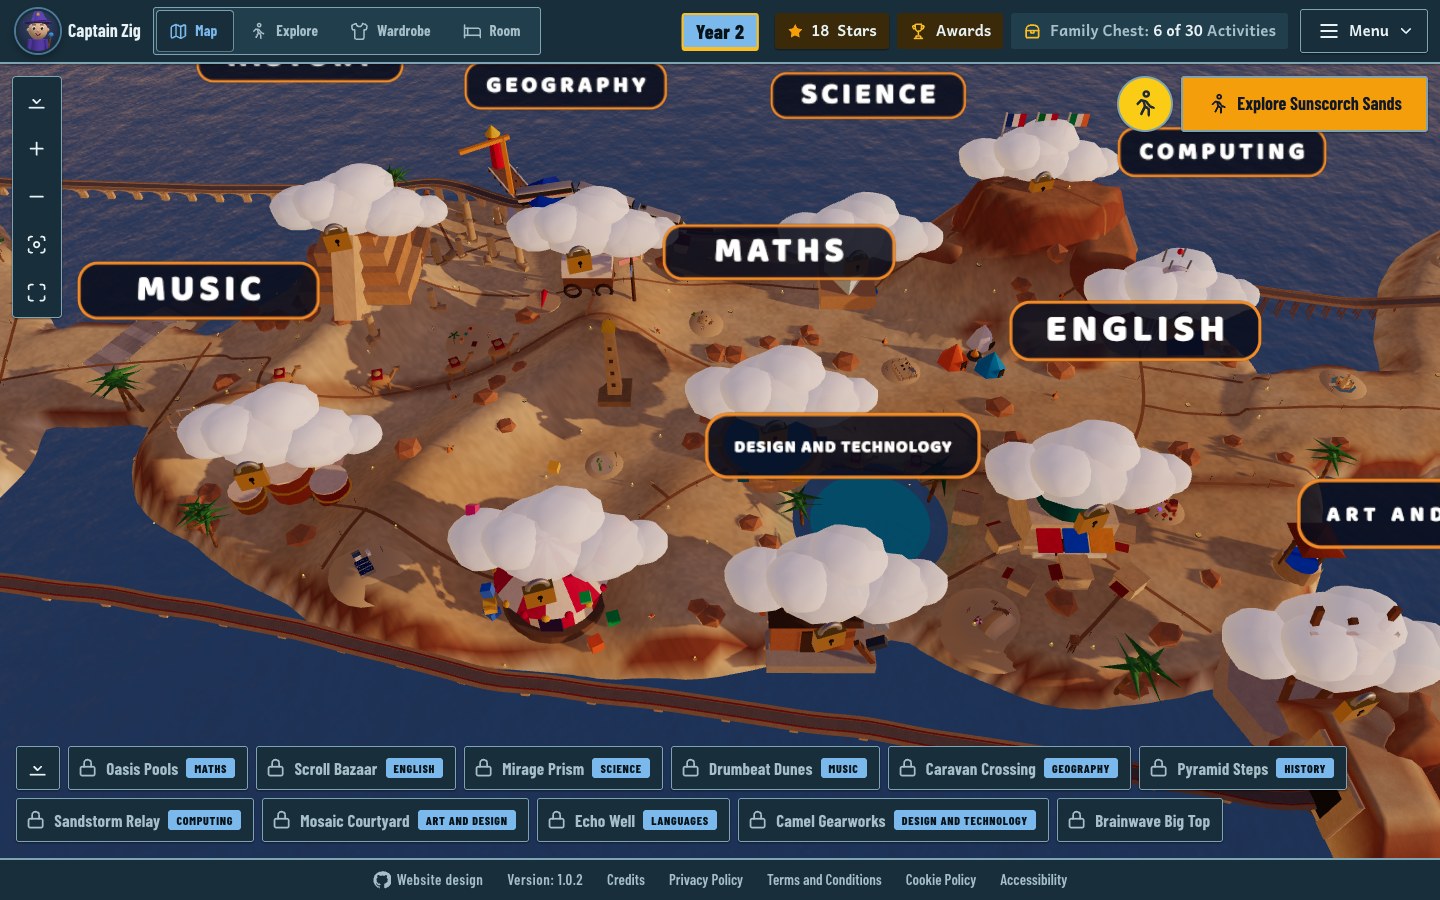 Captain Zig
Map
Explore
Wardrobe
Room
Year 2
18 Stars
Awards
Family Chest: 6 of 30 Activities
Menu
HISTORY
GEOGRAPHY
SCIENCE
Explore Sunscorch Sands
COMPUTING
MATHS
MUSIC
ENGLISH
DESIGN AND TECHNOLOGY
ART AND
Oasis Pools MATHS
Scroll Bazaar ENGLISH
Mirage Prism SCIENCE
Drumbeat Dunes MUSIC
Caravan Crossing GEOGRAPHY
Pyramid Steps HISTORY
Sandstorm Relay COMPUTING
Mosaic Courtyard ART AND DESIGN
Echo Well LANGUAGES
Camel Gearworks DESIGN AND TECHNOLOGY
Brainwave Big Top
Website design
Version: 1.0.2
Credits
Privacy Policy
Terms and Conditions
Cookie Policy
Accessibility